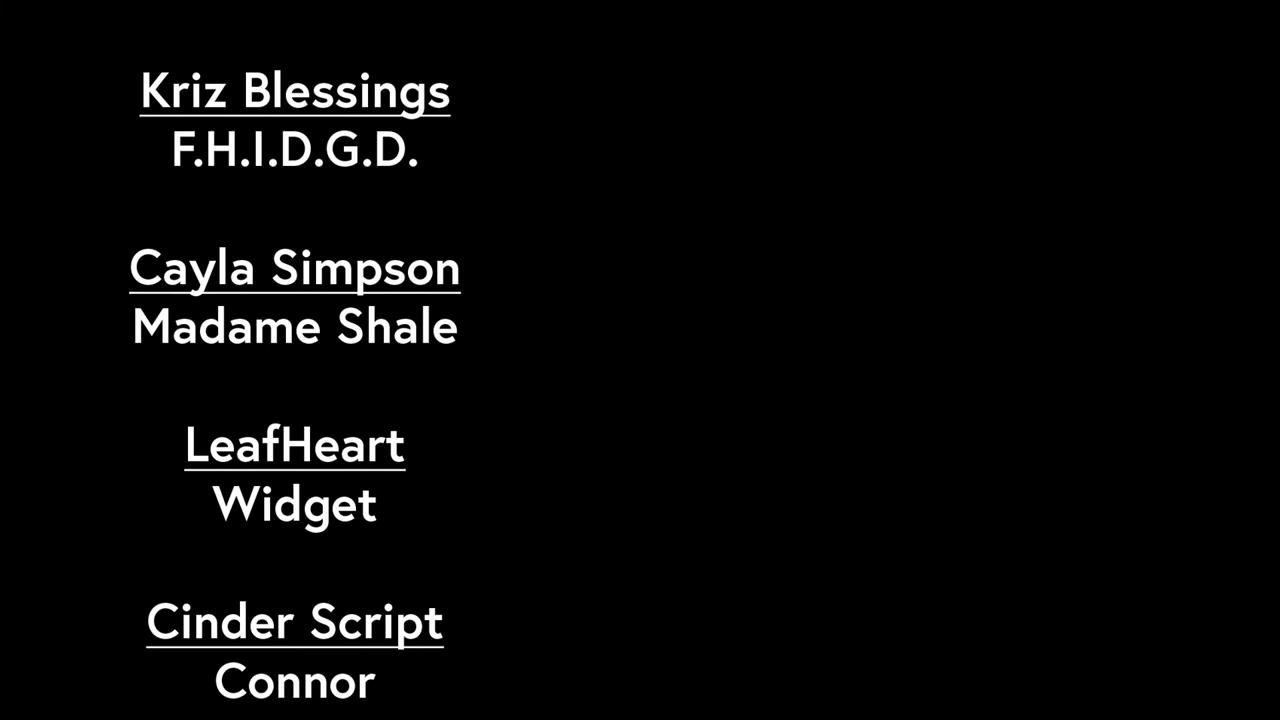 Kriz Blessings
F.H.I.D.G.D.
Cayla Simpson
Madame Shale
LeafHeart
Widget
Cinder Script
Connor